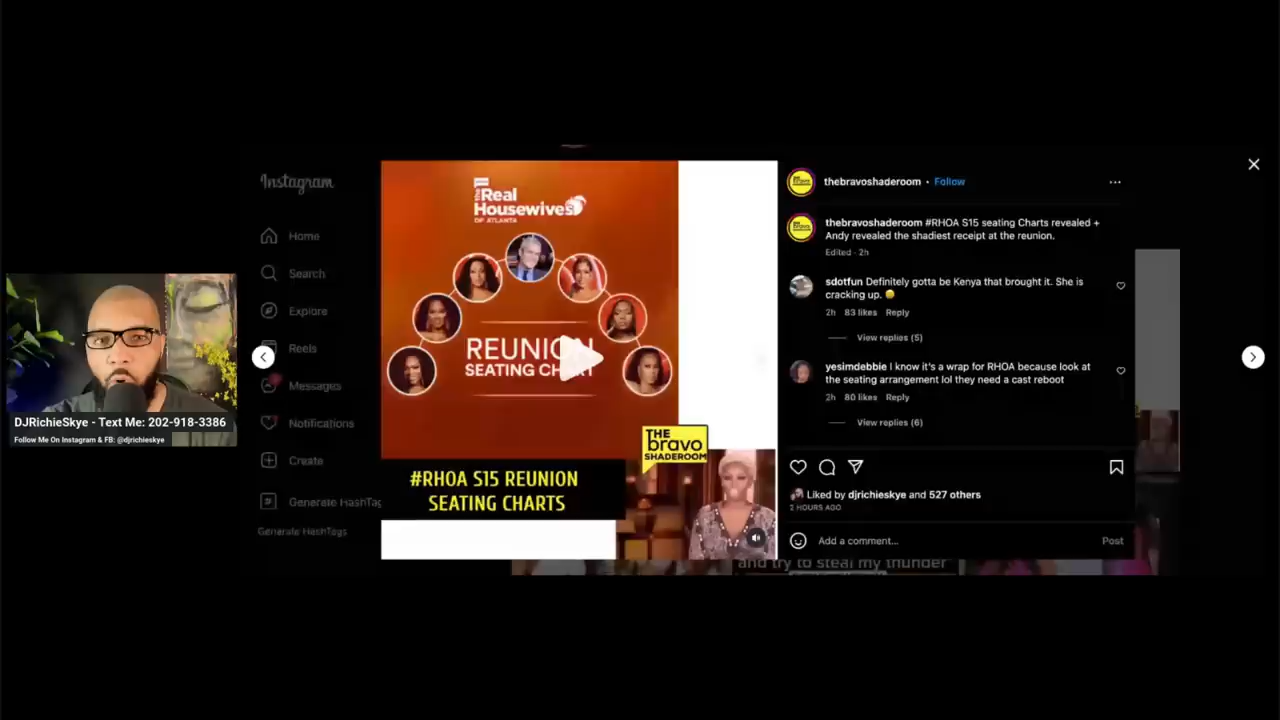 Instagram
Home
Search
Explore
Reels
Messages
Notifications
Create
Generate HashTag
Generate HashTags
DJRichieSkye - Text Me: 202-918-3386
Follow Me On Instagram & FB: @djrichieskye
the Real
Housewives
OF ATLANTA
REUNION
SEATING CHART
THE
bravo
SHADEROOM
#RHOA S15 REUNION
SEATING CHARTS
thebravoshaderoom • Follow
thebravoshaderoom #RHOA S15 seating Charts revealed +
Andy revealed the shadiest receipt at the reunion.
Edited · 2h
sdotfun Definitely gotta be Kenya that brought it. She is
cracking up.
2h 83 likes Reply
View replies (5)
yesimdebbie I know it's a wrap for RHOA because look at
the seating arrangement lol they need a cast reboot
2h 80 likes Reply
View replies (6)
Liked by djrichieskye and 527 others
2 HOURS AGO
Add a comment...
Post
and try to steal my thunder